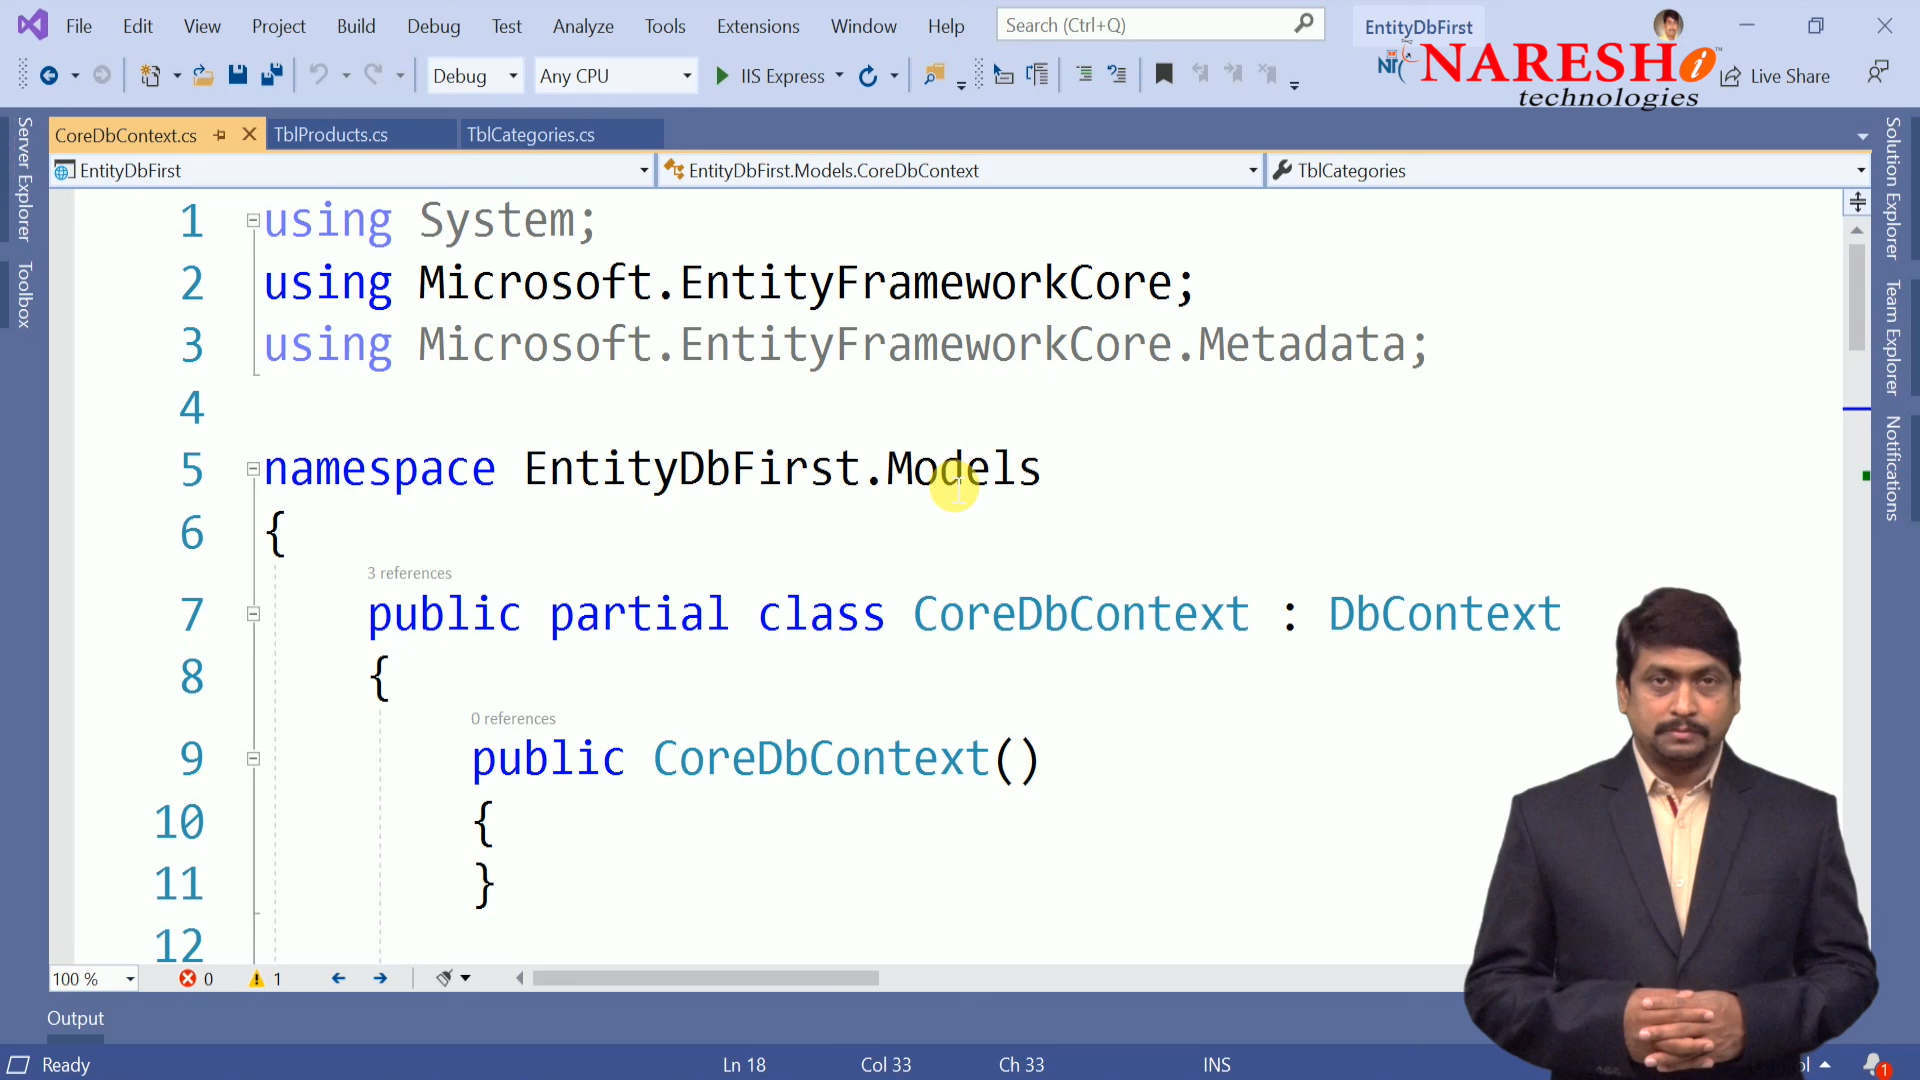 File Edit View Project Build Debug Test Analyze Tools Extensions Window Help Search (Ctrl+Q) EntityDbFirst
Debug Any CPU IIS Express Live Share
NT NARESH i
technologies
CoreDbContext.cs TblProducts.cs TblCategories.cs
EntityDbFirst EntityDbFirst.Models.CoreDbContext TblCategories
Server Explorer
Toolbox
Solution Explorer
Team Explorer
Notifications
1 using System;
2 using Microsoft.EntityFrameworkCore;
3 using Microsoft.EntityFrameworkCore.Metadata;
4
5 namespace EntityDbFirst.Models
6 {
3 references
7 public partial class CoreDbContext : DbContext
8 {
0 references
9 public CoreDbContext()
10 {
11 }
12
100 % 0 1
Output
Ready Ln 18 Col 33 Ch 33 INS 1